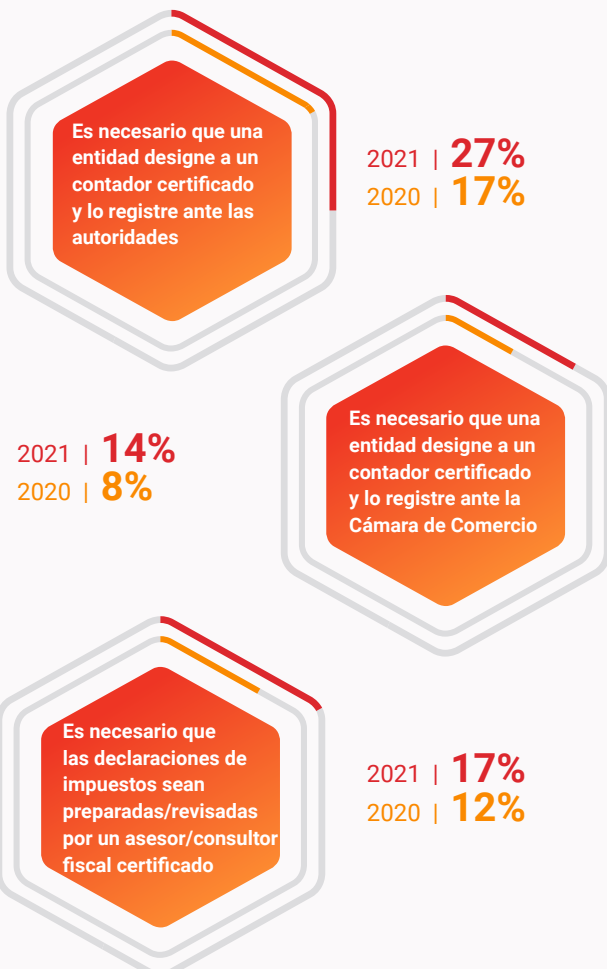 Es necesario que una
entidad designe a un
contador certificado
y lo registre ante las
autoridades
2021 | 27%
2020 | 17%
Es necesario que una
entidad designe a un
contador certificado
y lo registre ante la
Cámara de Comercio
2021 | 14%
2020 | 8%
Es necesario que
las declaraciones de
impuestos sean
preparadas/revisadas
por un asesor/consultor
fiscal certificado
2021 | 17%
2020 | 12%